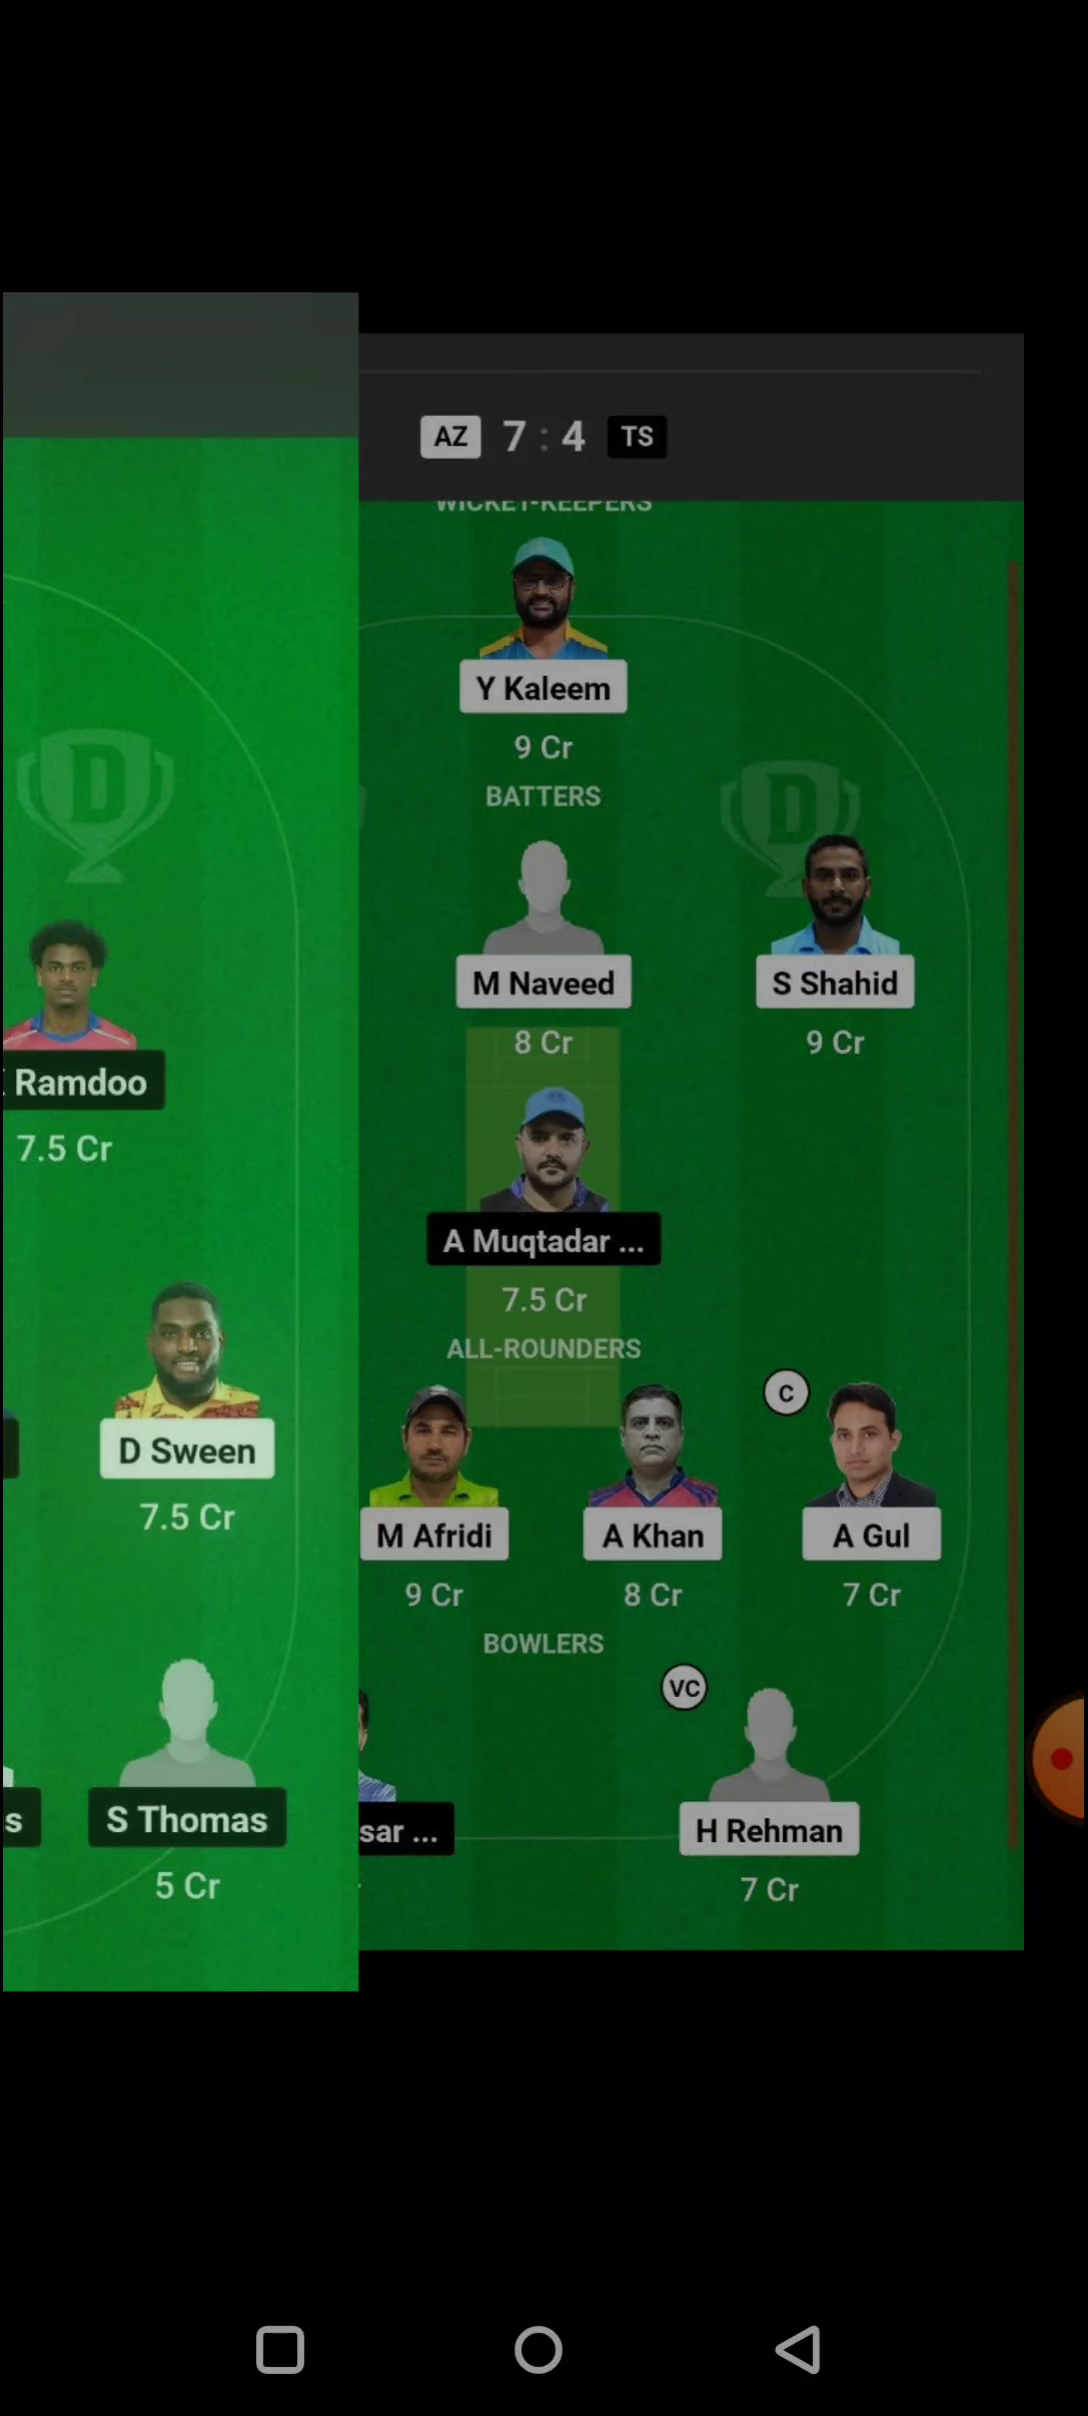 AZ 7 : 4 TS
WICKET-KEEPERS
Y Kaleem
9 Cr
BATTERS
M Naveed
S Shahid
8 Cr
9 Cr
A Muqtadar ...
7.5 Cr
ALL-ROUNDERS
C
M Afridi
A Khan
A Gul
9 Cr
8 Cr
7 Cr
BOWLERS
VC
sar ...
H Rehman
7 Cr
D
Ramdoo
7.5 Cr
D Sween
7.5 Cr
s
S Thomas
5 Cr
D